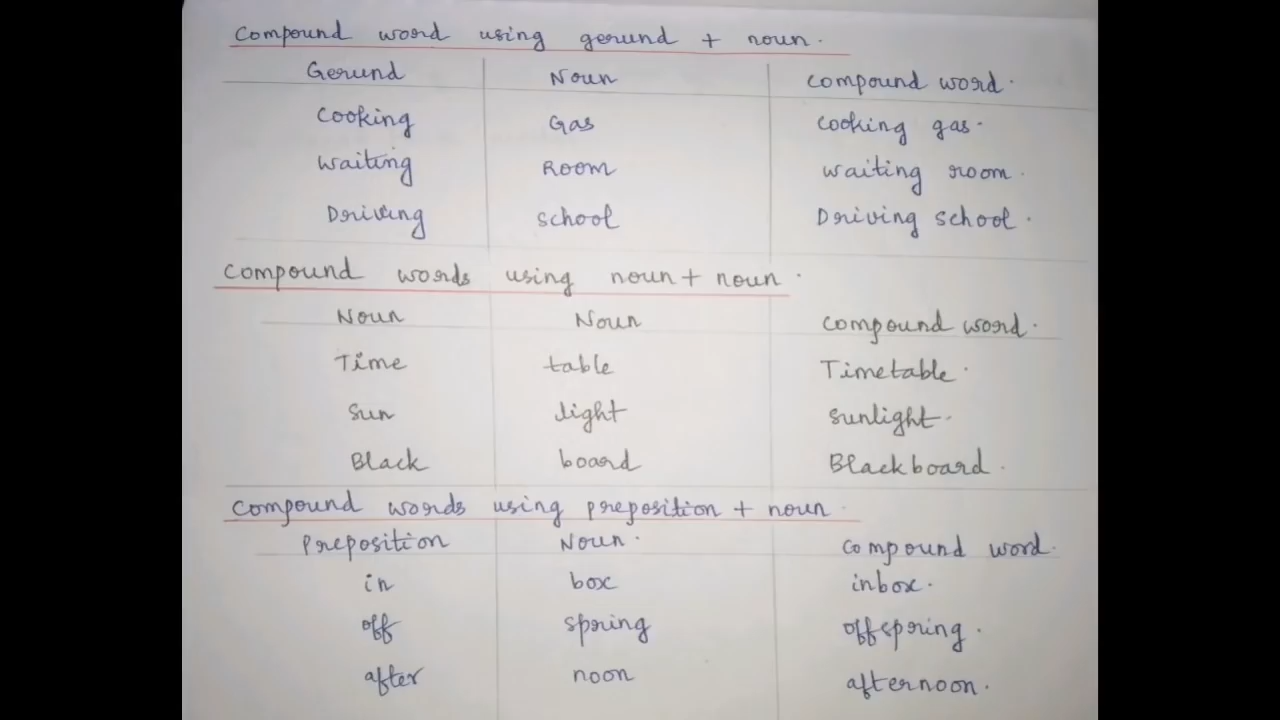 Compound word using gerund + noun.
Gerund Noun Compound word.
Cooking Gas Cooking gas.
Waiting Room Waiting room.
Driving School Driving school.
Compound words using noun + noun.
Noun Noun Compound word.
Time table Timetable.
Sun light Sunlight.
Black board Blackboard.
Compound words using preposition + noun.
Preposition Noun. Compound word.
in box inbox.
off spring offspring.
after noon afternoon.